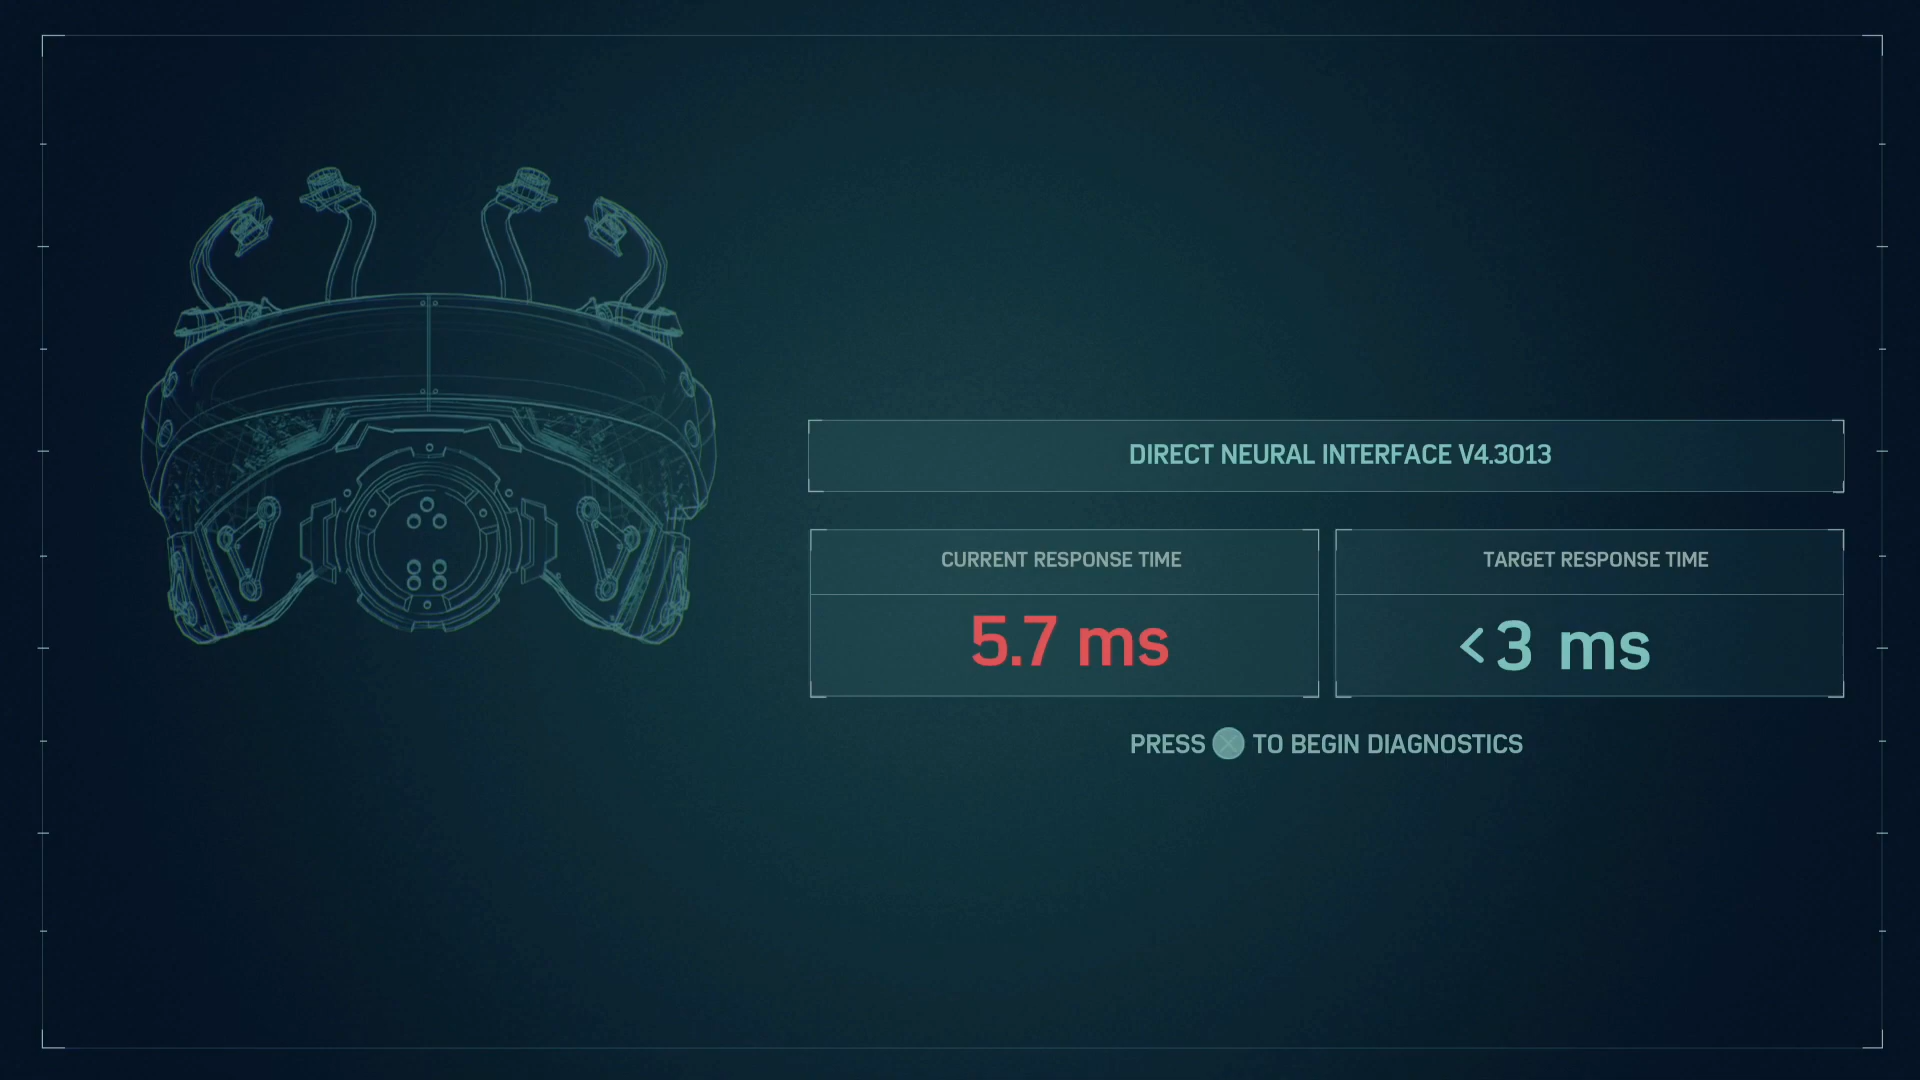 DIRECT NEURAL INTERFACE V4.3013
CURRENT RESPONSE TIME
5.7 ms
TARGET RESPONSE TIME
<3 ms
PRESS TO BEGIN DIAGNOSTICS